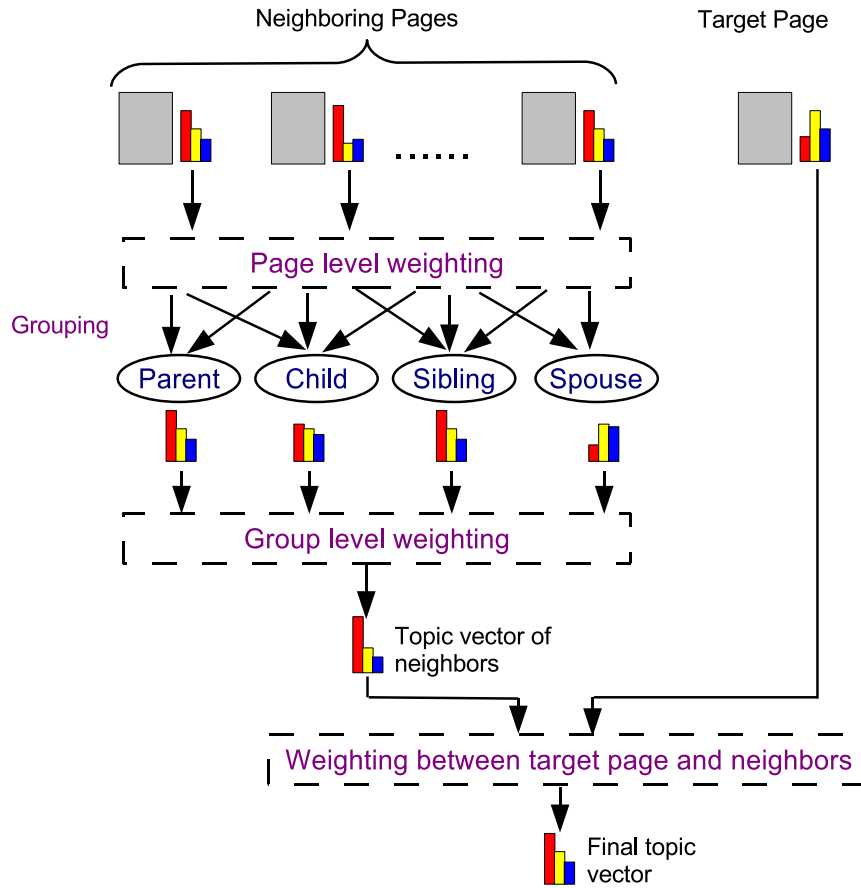 Neighboring Pages
Target Page
.......
Page level weighting
Grouping
Parent
Child
Sibling
Spouse
Group level weighting
Topic vector of
neighbors
Weighting between target page and neighbors
Final topic
vector